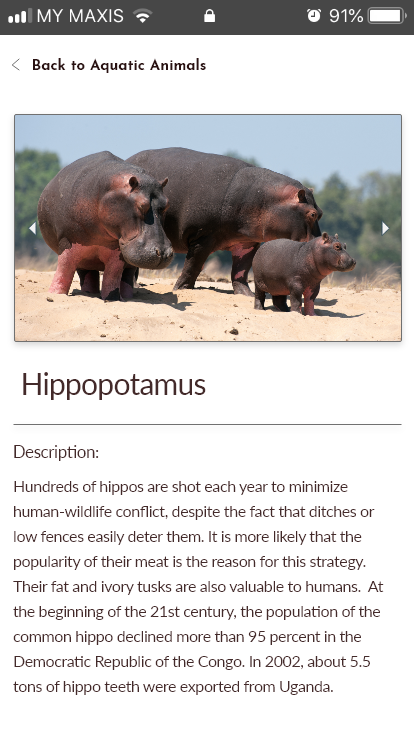 MY MAXIS 91%
Back to Aquatic Animals
Hippopotamus
Description:
Hundreds of hippos are shot each year to minimize
human-wildlife conflict, despite the fact that ditches or
low fences easily deter them. It is more likely that the
popularity of their meat is the reason for this strategy.
Their fat and ivory tusks are also valuable to humans.  At
the beginning of the 21st century, the population of the
common hippo declined more than 95 percent in the
Democratic Republic of the Congo. In 2002, about 5.5
tons of hippo teeth were exported from Uganda.